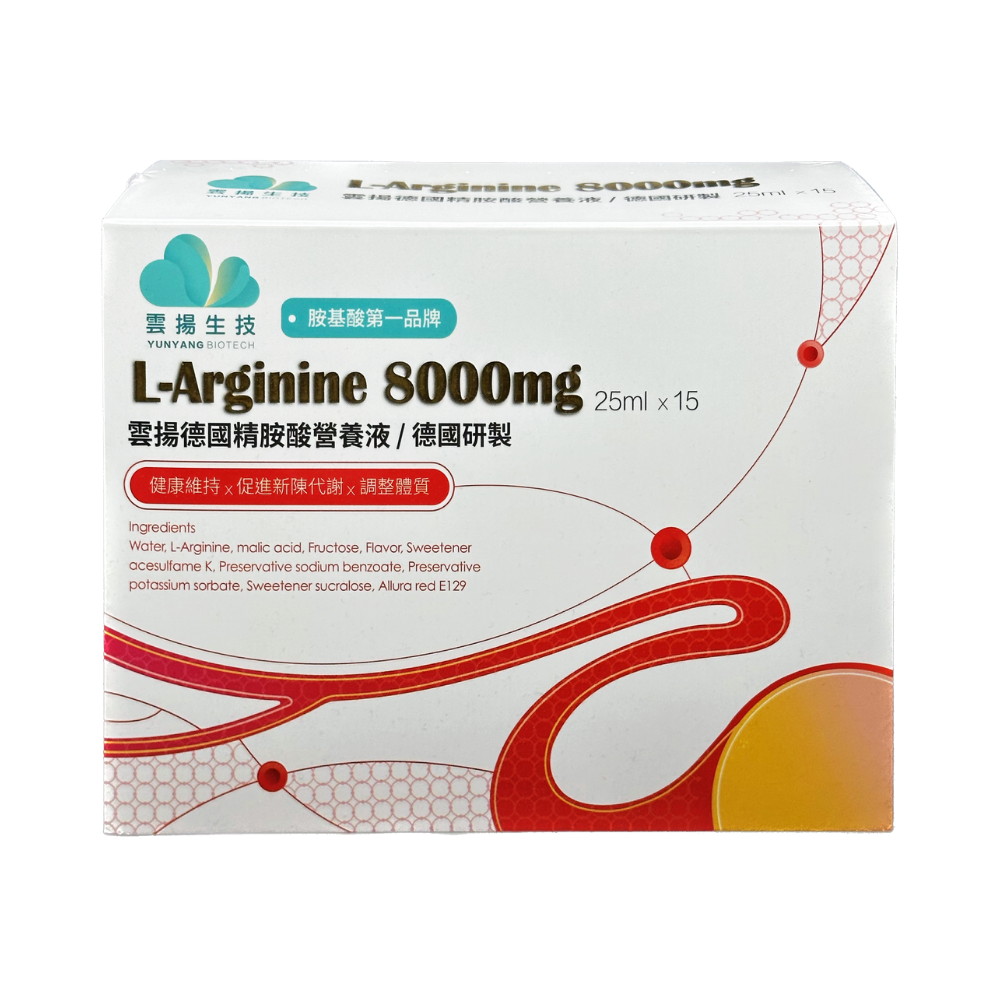 雲揚生技
YUNYANG BIOTECH
L-Arginine 8000mg
25ml x 15
雲揚德國精胺酸營養液 / 德國研製
雲揚生技
YUNYANG BIOTECH
• 胺基酸第一品牌
L-Arginine 8000mg 25ml x 15
雲揚德國精胺酸營養液 / 德國研製
健康維持 x 促進新陳代謝 x 調整體質
Ingredients
Water, L-Arginine, malic acid, Fructose, Flavor, Sweetener
acesulfame K, Preservative sodium benzoate, Preservative
potassium sorbate, Sweetener sucralose, Allura red E129